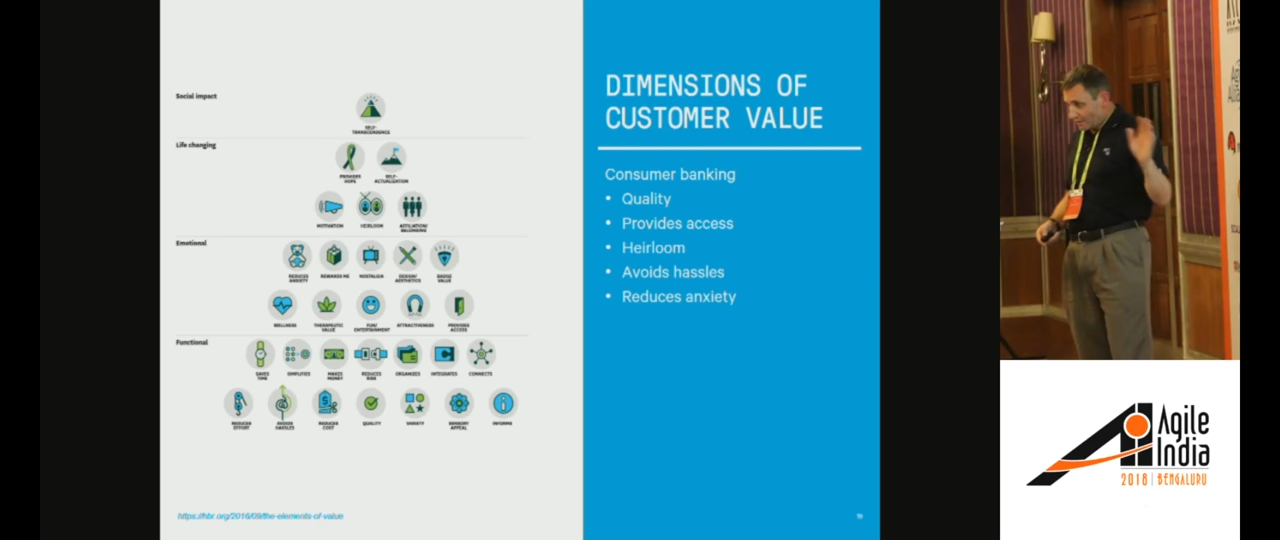 Social impact
SELF-
TRANSCENDENCE
Life changing
PROVIDES
HOPE
SELF-
ACTUALIZATION
MOTIVATION
HEIRLOOM
AFFILIATION/
BELONGING
Emotional
REDUCES
ANXIETY
REWARDS ME
NOSTALGIA
DESIGN/
AESTHETICS
BADGE
VALUE
WELLNESS
THERAPEUTIC
VALUE
FUN/
ENTERTAINMENT
ATTRACTIVENESS
PROVIDES
ACCESS
Functional
SAVES
TIME
SIMPLIFIES
MAKES
MONEY
REDUCES
RISK
ORGANIZES
INTEGRATES
CONNECTS
REDUCES
EFFORT
AVOIDS
HASSLES
REDUCES
COST
QUALITY
VARIETY
SENSORY
APPEAL
INFORMS
https://hbr.org/2016/09/the-elements-of-value
DIMENSIONS OF
CUSTOMER VALUE
Consumer banking
• Quality
• Provides access
• Heirloom
• Avoids hassles
• Reduces anxiety
Agile
India
2018 | BENGALURU